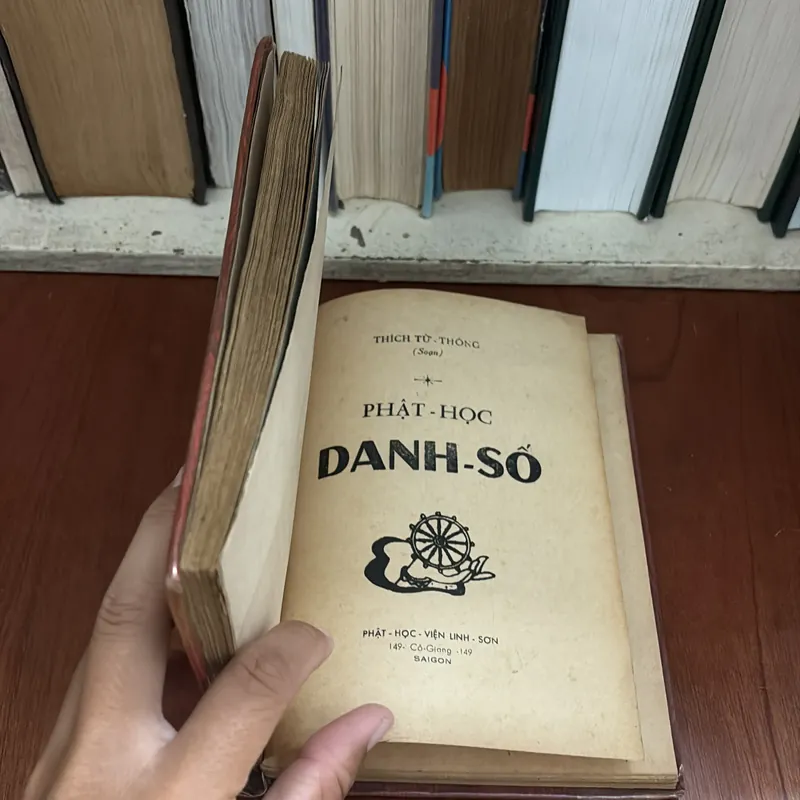 THÍCH TỪ-THÔNG
(Soạn)
PHẬT-HỌC
DANH-SỐ
PHẬT-HỌC-VIỆN LINH-SƠN
149- Cô-Giang -149
SAIGON